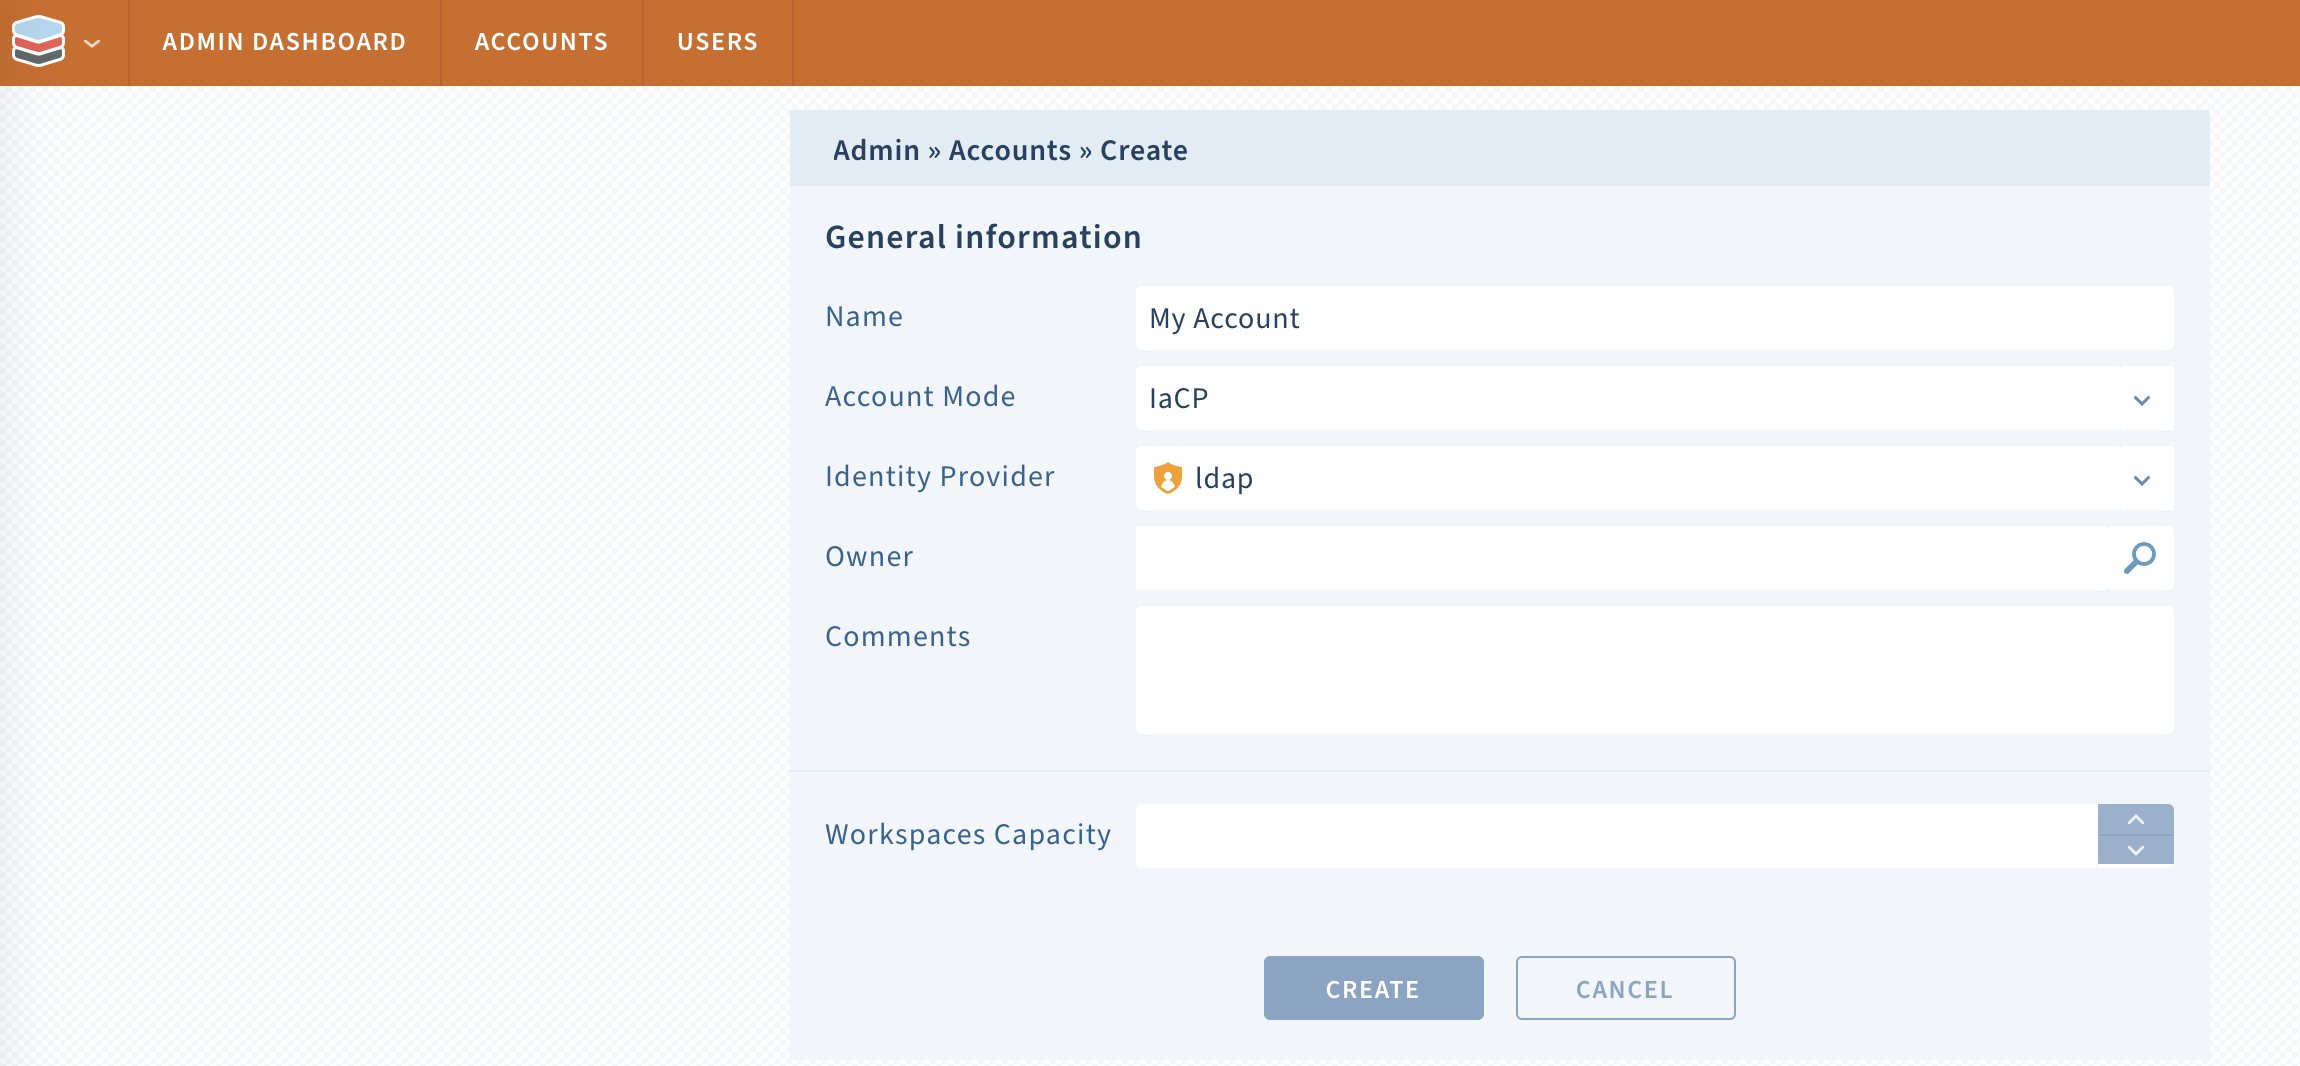 ADMIN DASHBOARD ACCOUNTS USERS
Admin » Accounts » Create
General information
Name My Account
Account Mode IaCP
Identity Provider ldap
Owner
Comments
Workspaces Capacity
CREATE CANCEL